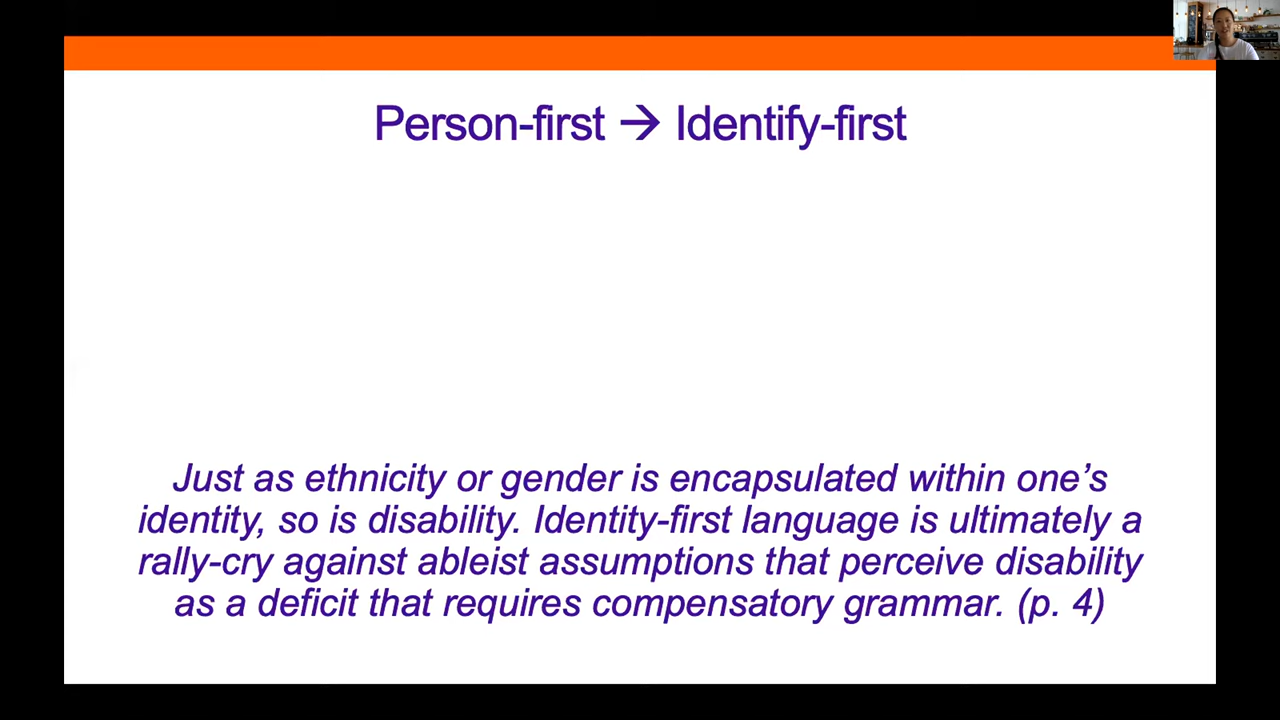 Person-first → Identify-first
Just as ethnicity or gender is encapsulated within one’s
identity, so is disability. Identity-first language is ultimately a
rally-cry against ableist assumptions that perceive disability
as a deficit that requires compensatory grammar. (p. 4)